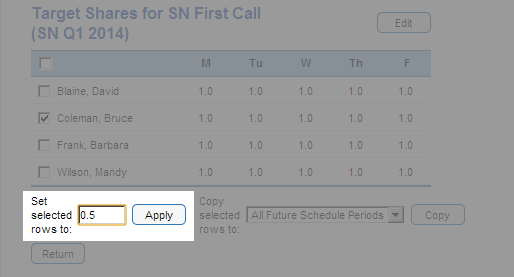 Target Shares for SN First Call
(SN Q1 2014)
Edit
M Tu W Th F
Blaine, David 1.0 1.0 1.0 1.0 1.0
Coleman, Bruce 1.0 1.0 1.0 1.0 1.0
Frank, Barbara 1.0 1.0 1.0 1.0 1.0
Wilson, Mandy 1.0 1.0 1.0 1.0 1.0
Set
selected
rows to:
0.5
Apply
Copy
selected
rows to:
All Future Schedule Periods
Copy
Return